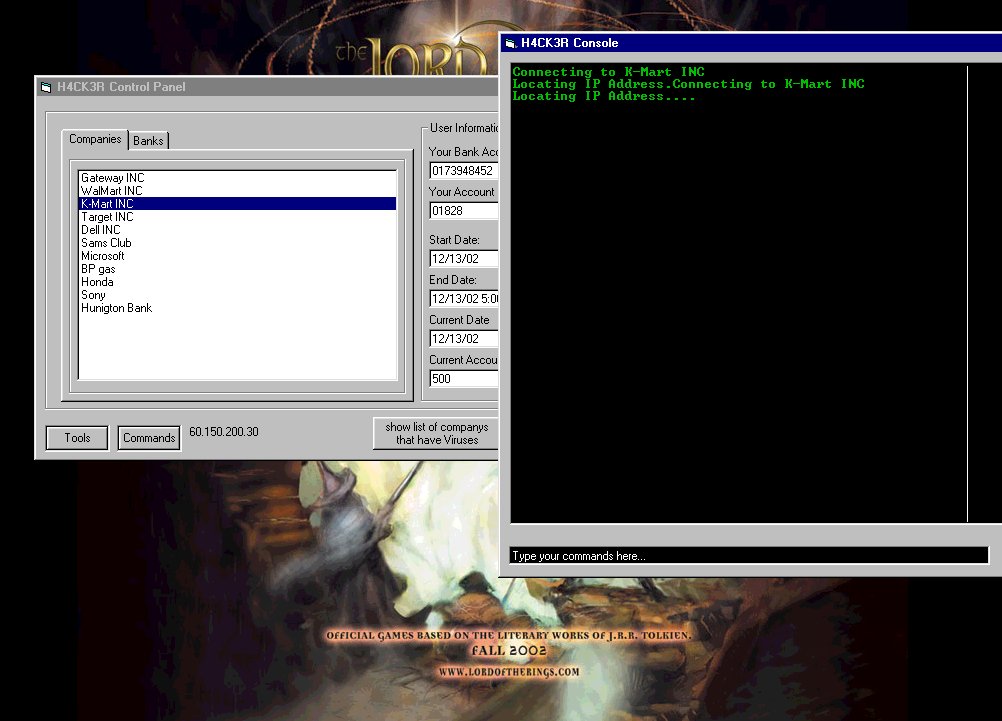 the LORD
H4CK3R Control Panel
Companies
Banks
Gateway INC
WalMart INC
K-Mart INC
Target INC
Dell INC
Sams Club
Microsoft
BP gas
Honda
Sony
Hunigton Bank
User Informatio
Your Bank Acc
0173948452
Your Account
01828
Start Date:
12/13/02
End Date:
12/13/02 5:00
Current Date
12/13/02
Current Accou
500
Tools
Commands
60.150.200.30
show list of companys
that have Viruses
H4CK3R Console
Connecting to K-Mart INC
Locating IP Address.Connecting to K-Mart INC
Locating IP Address....
Type your commands here...
OFFICIAL GAMES BASED ON THE LITERARY WORKS OF J.R.R. TOLKIEN.
FALL 2002
WWW.LORDOFTHERINGS.COM